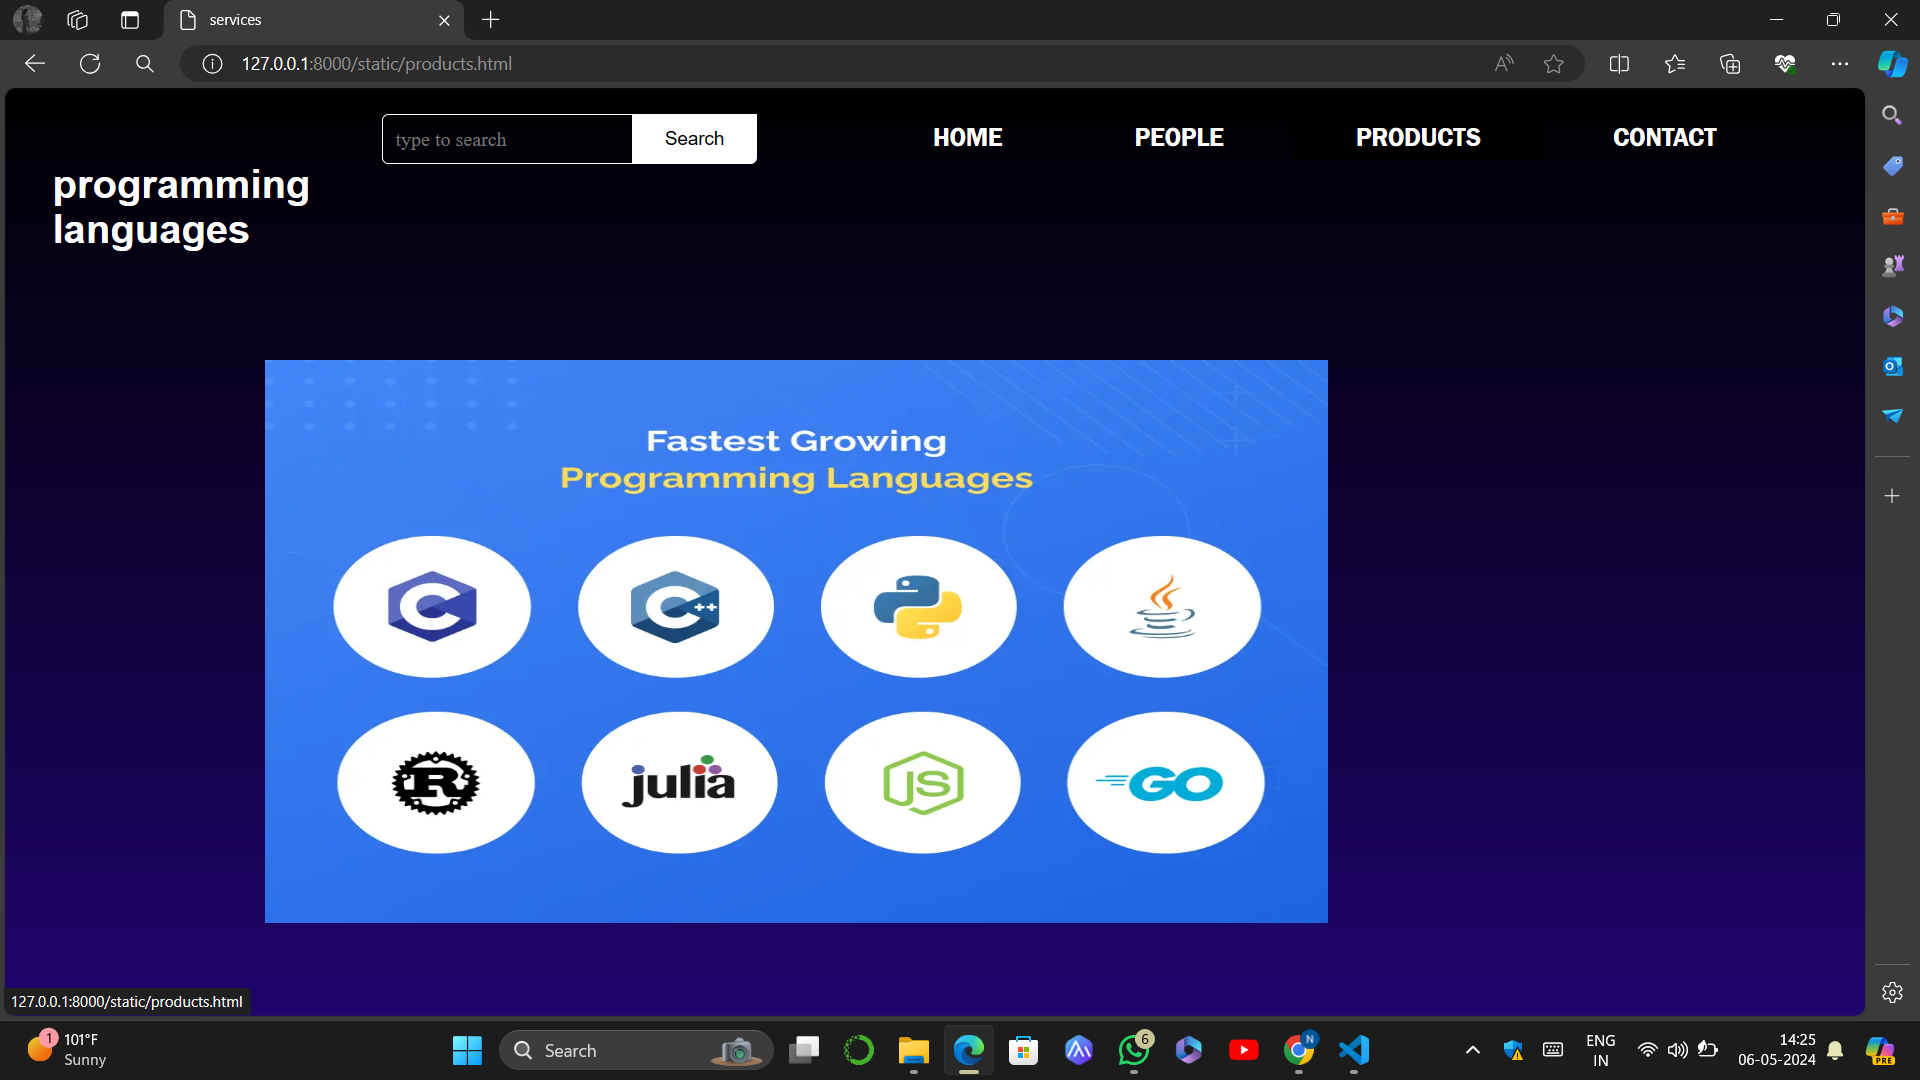 services
127.0.0.1:8000/static/products.html
type to search
Search
HOME
PEOPLE
PRODUCTS
CONTACT
programming
languages
Fastest Growing
Programming Languages
C
C++
R
julia
JS
GO
127.0.0.1:8000/static/products.html
1
101°F
Sunny
Search
6
N
ENG
IN
14:25
06-05-2024
PRE